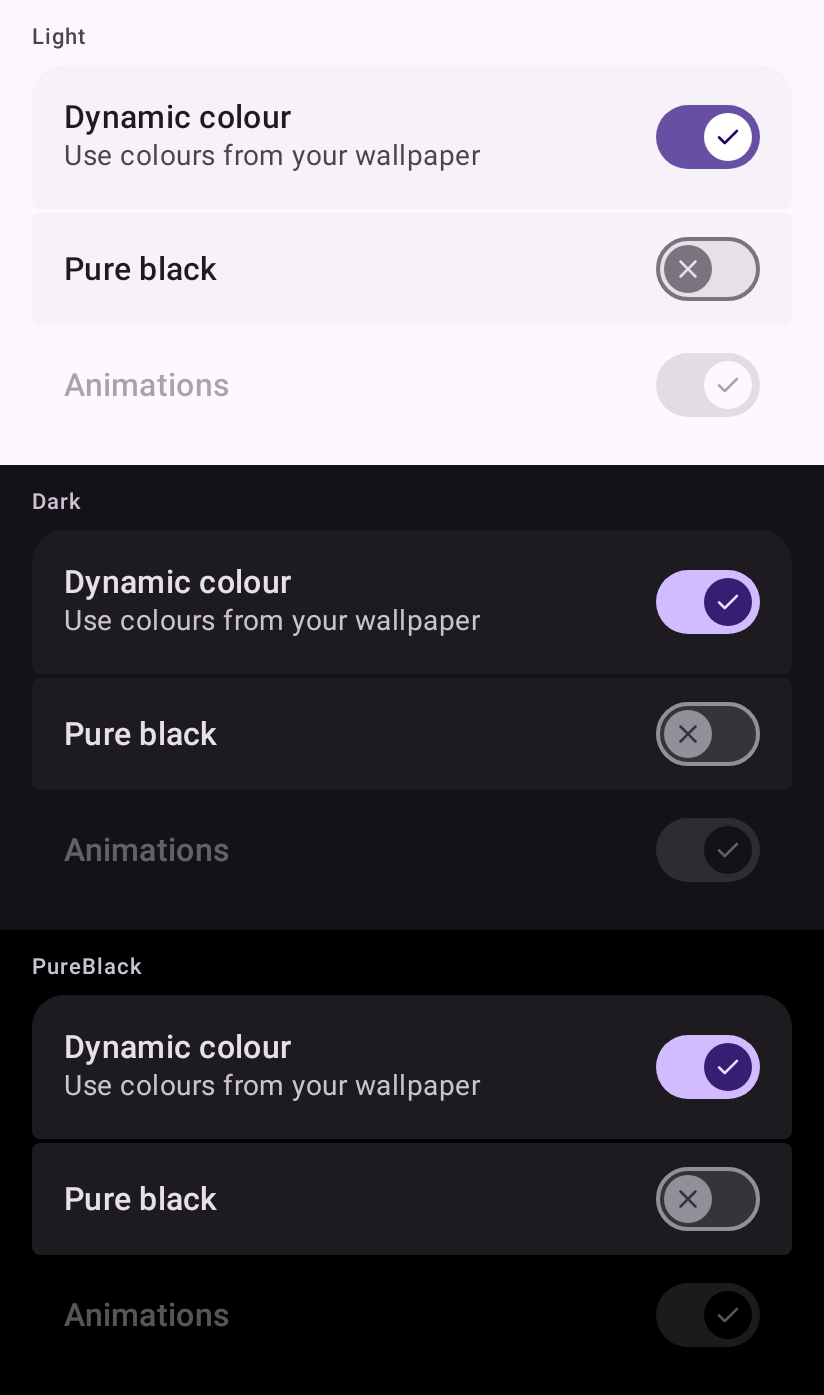 Light
Dynamic colour
Use colours from your wallpaper
Pure black
Animations
Dark
Dynamic colour
Use colours from your wallpaper
Pure black
Animations
PureBlack
Dynamic colour
Use colours from your wallpaper
Pure black
Animations